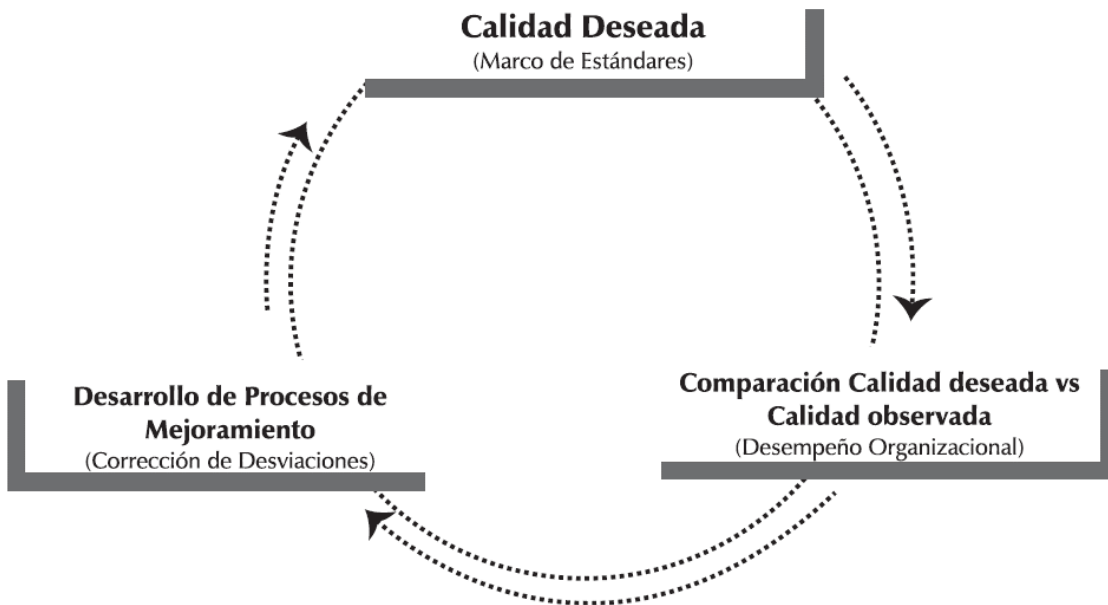 Calidad Deseada
(Marco de Estándares)
Desarrollo de Procesos de
Mejoramiento
(Corrección de Desviaciones)
Comparación Calidad deseada vs
Calidad observada
(Desempeño Organizacional)